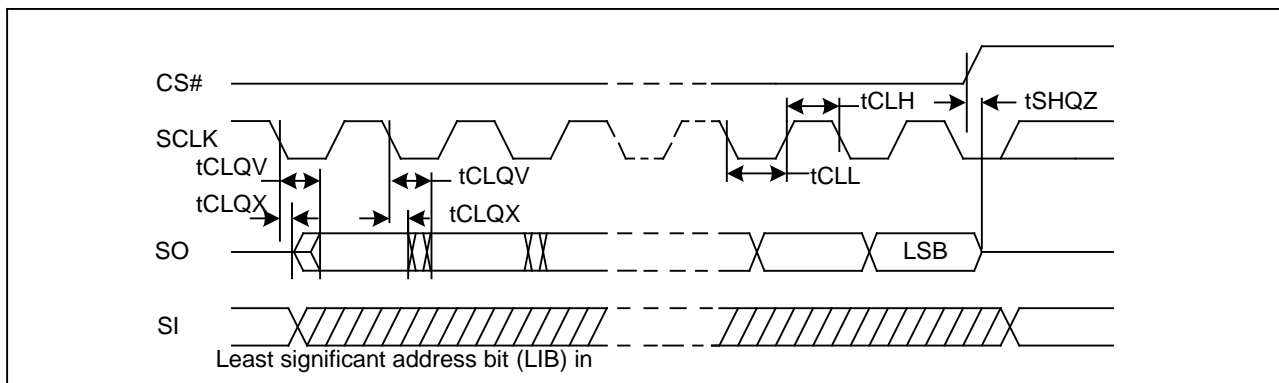 CS#
tCLH
tSHQZ
SCLK
tCLQV
tCLQV
tCLL
tCLQX
tCLQX
SO
LSB
SI
Least significant address bit (LIB) in